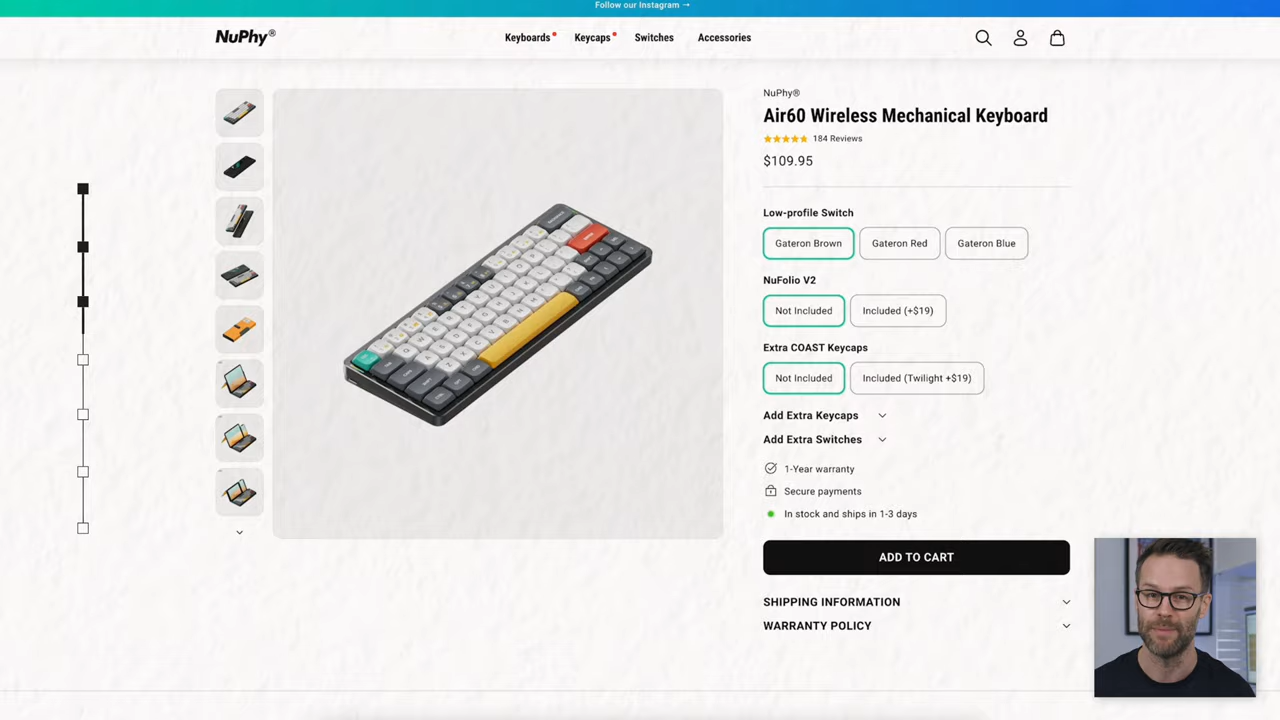 Follow our Instagram →
NuPhy®
Keyboards
Keycaps
Switches
Accessories
NuPhy®
Air60 Wireless Mechanical Keyboard
184 Reviews
$109.95
Low-profile Switch
Gateron Brown
Gateron Red
Gateron Blue
NuFolio V2
Not Included
Included (+$19)
Extra COAST Keycaps
Not Included
Included (Twilight +$19)
Add Extra Keycaps
Add Extra Switches
1-Year warranty
Secure payments
In stock and ships in 1-3 days
ADD TO CART
SHIPPING INFORMATION
WARRANTY POLICY